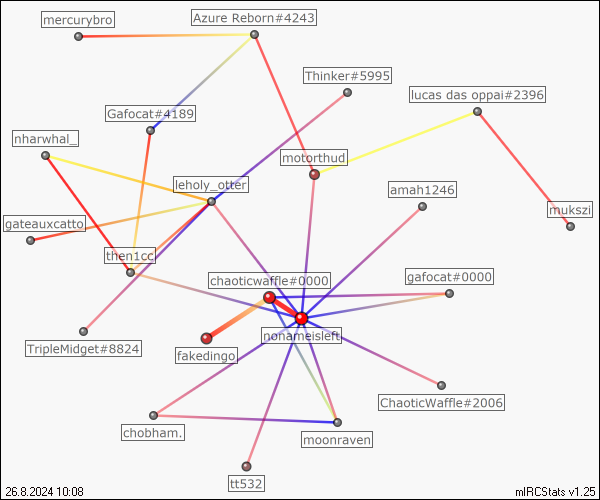 mercurybro
Azure Reborn#4243
Thinker#5995
lucas das oppai#2396
Gafocat#4189
nharwhal_
motorthud
leholy_otter
amah1246
mukszi
gateauxcatto
then1cc
chaoticwaffle#0000
gafocat#0000
nonameisleft
TripleMidget#8824
fakedingo
ChaoticWaffle#2006
chobham.
moonraven
tt532
26.8.2024 10:08
mIRCStats v1.25